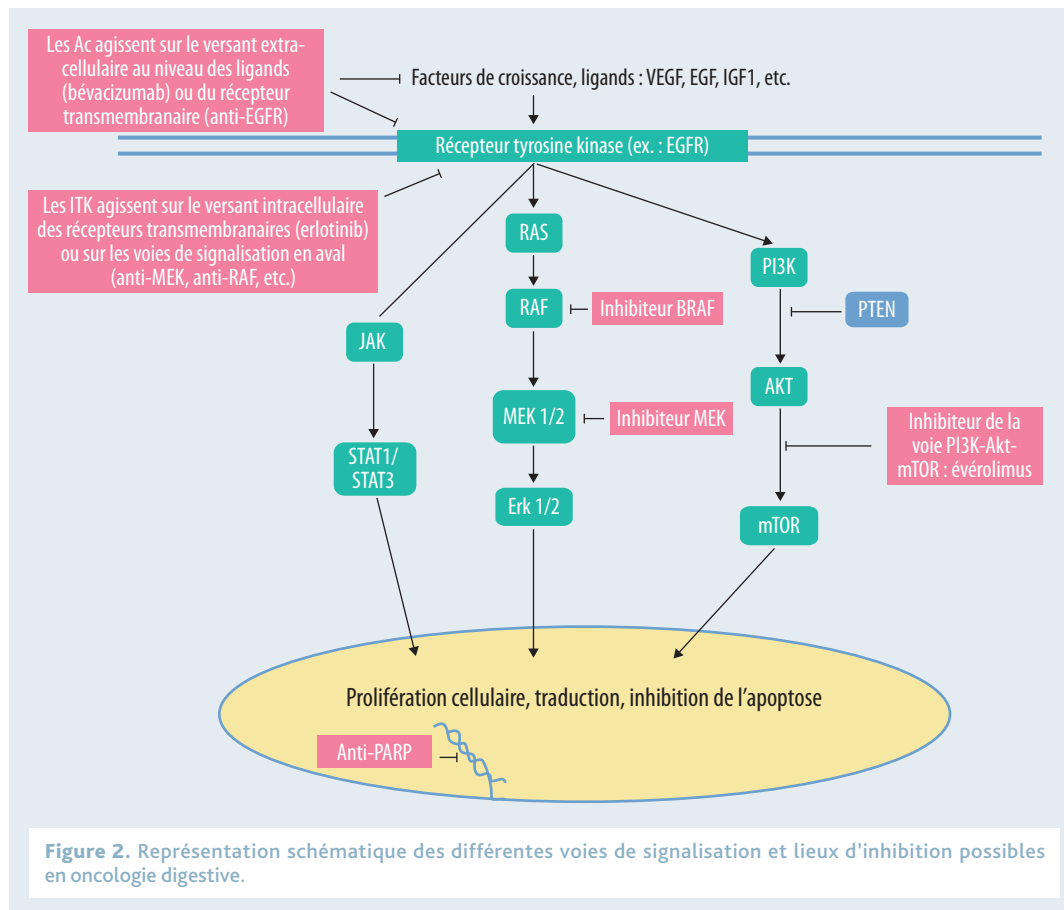 Les Ac agissent sur le versant extra-
cellulaire au niveau des ligands
(bévacizumab) ou du récepteur
transmembranaire (anti-EGFR)
Facteurs de croissance, ligands : VEGF, EGF, IGF1, etc.
Récepteur tyrosine kinase (ex. : EGFR)
Les ITK agissent sur le versant intracellulaire
des récepteurs transmembranaires (erlotinib)
ou sur les voies de signalisation en aval
(anti-MEK, anti-RAF, etc.)
RAS
PI3K
RAF
Inhibiteur BRAF
PTEN
JAK
AKT
MEK 1/2
Inhibiteur MEK
Inhibiteur de la
voie PI3K-Akt-
mTOR : évérolimus
STAT1/
STAT3
Erk 1/2
mTOR
Prolifération cellulaire, traduction, inhibition de l'apoptose
Anti-PARP
Figure 2. Représentation schématique des différentes voies de signalisation et lieux d'inhibition possibles
en oncologie digestive.